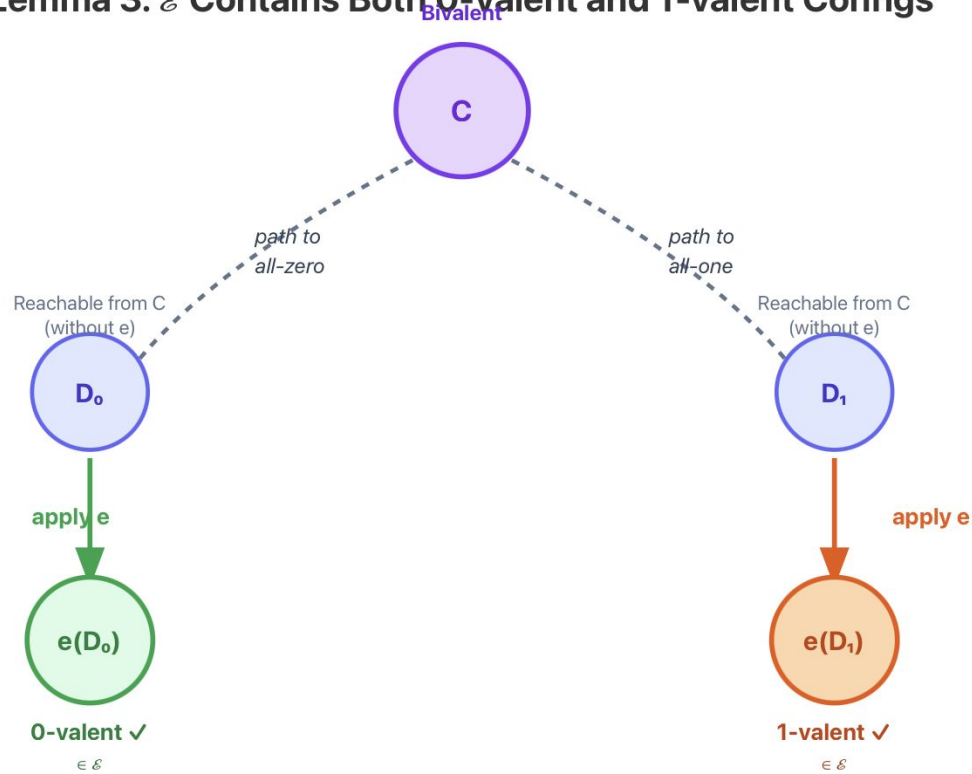 Lemma 3: ℰ Contains Both 0-valent and 1-valent Configs
Bivalent
C
path to
all-zero
path to
all-one
Reachable from C
(without e)
Reachable from C
(without e)
D₀
D₁
apply e
apply e
e(D₀)
e(D₁)
0-valent ✓
1-valent ✓
∈ ℰ
∈ ℰ